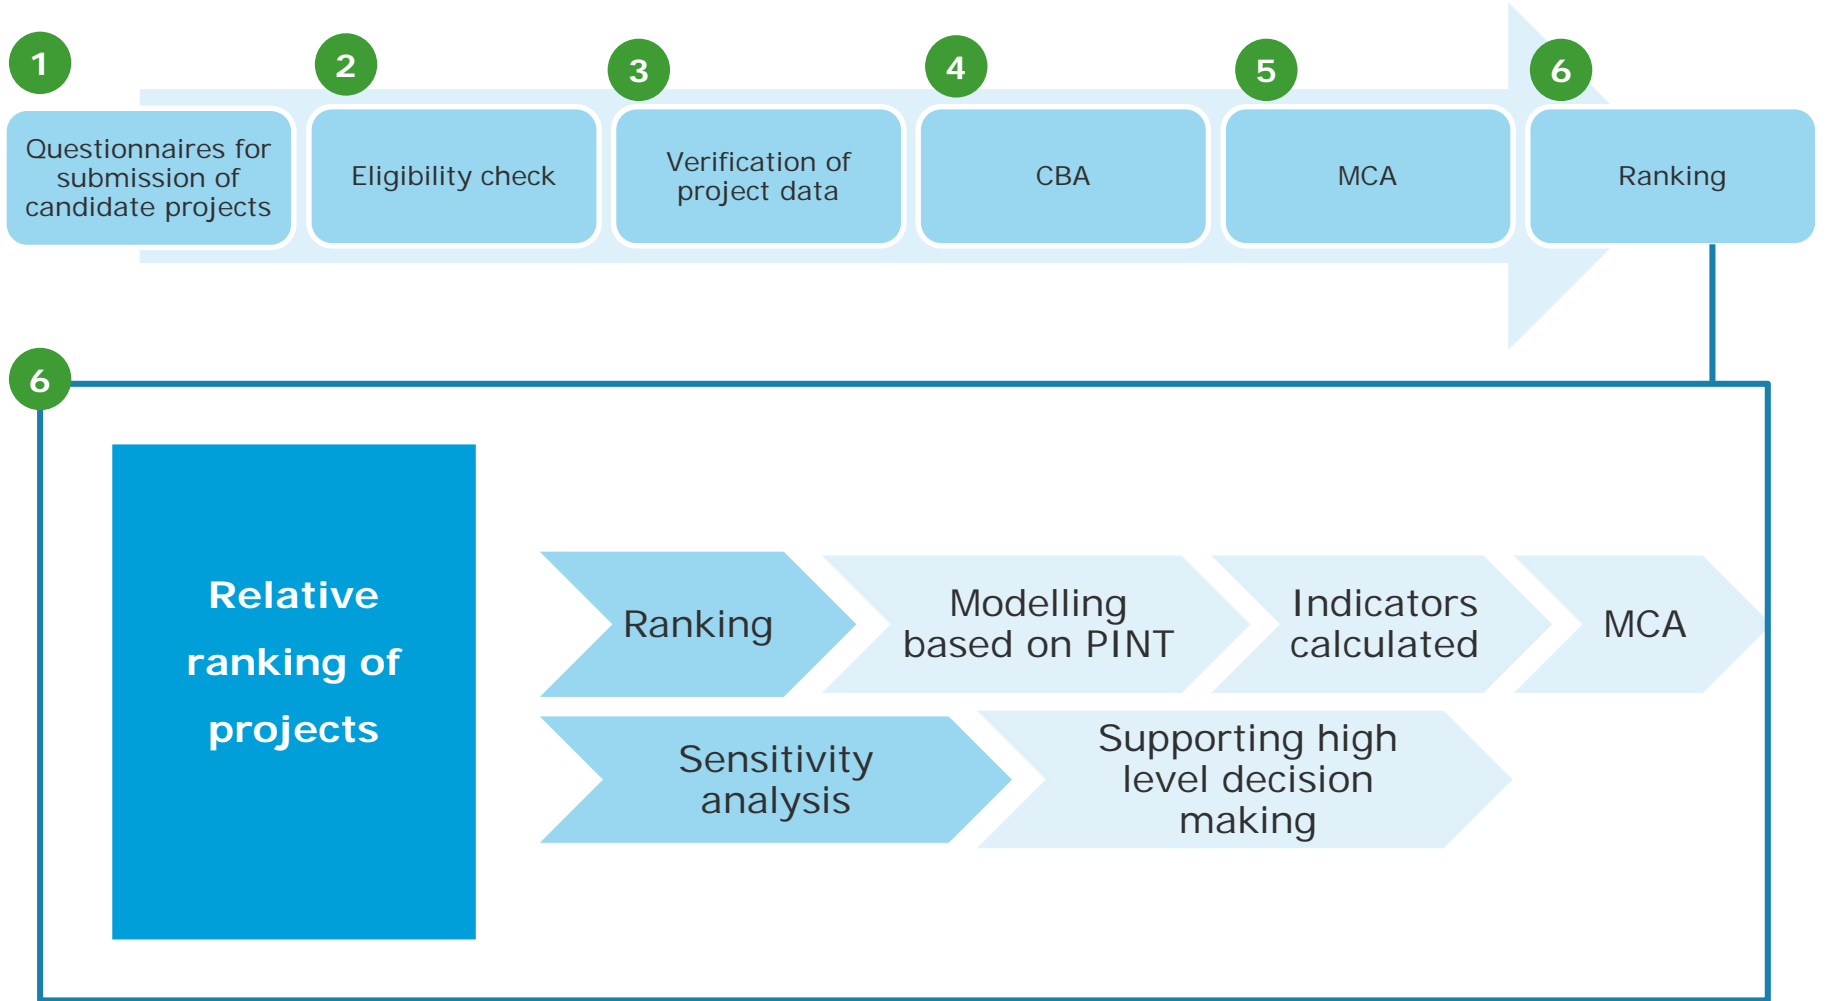 1
2
3
4
5
6
Questionnaires for
submission of
candidate projects
Eligibility check
Verification of
project data
CBA
MCA
Ranking
6
Relative
ranking of
projects
Ranking
Modelling
based on PINT
Indicators
calculated
MCA
Sensitivity
analysis
Supporting high
level decision
making